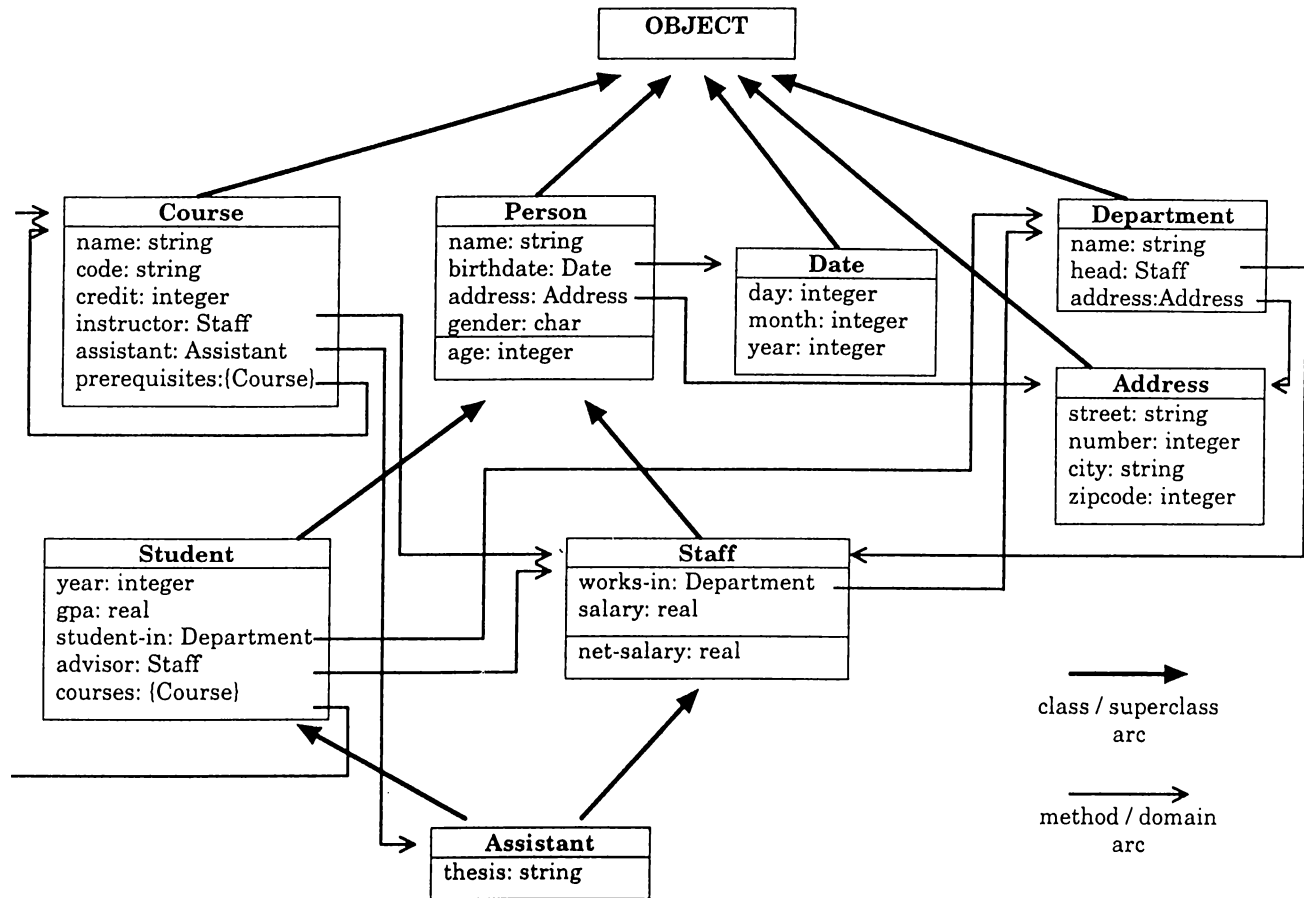 OBJECT
Course
name: string
code: string
credit: integer
instructor: Staff
assistant: Assistant
prerequisites:{Course}
Person
name: string
birthdate: Date
address: Address
gender: char
age: integer
Date
day: integer
month: integer
year: integer
Department
name: string
head: Staff
address:Address
Address
street: string
number: integer
city: string
zipcode: integer
Student
year: integer
gpa: real
student-in: Department
advisor: Staff
courses: {Course}
Staff
works-in: Department
salary: real
net-salary: real
Assistant
thesis: string
class / superclass
arc
method / domain
arc